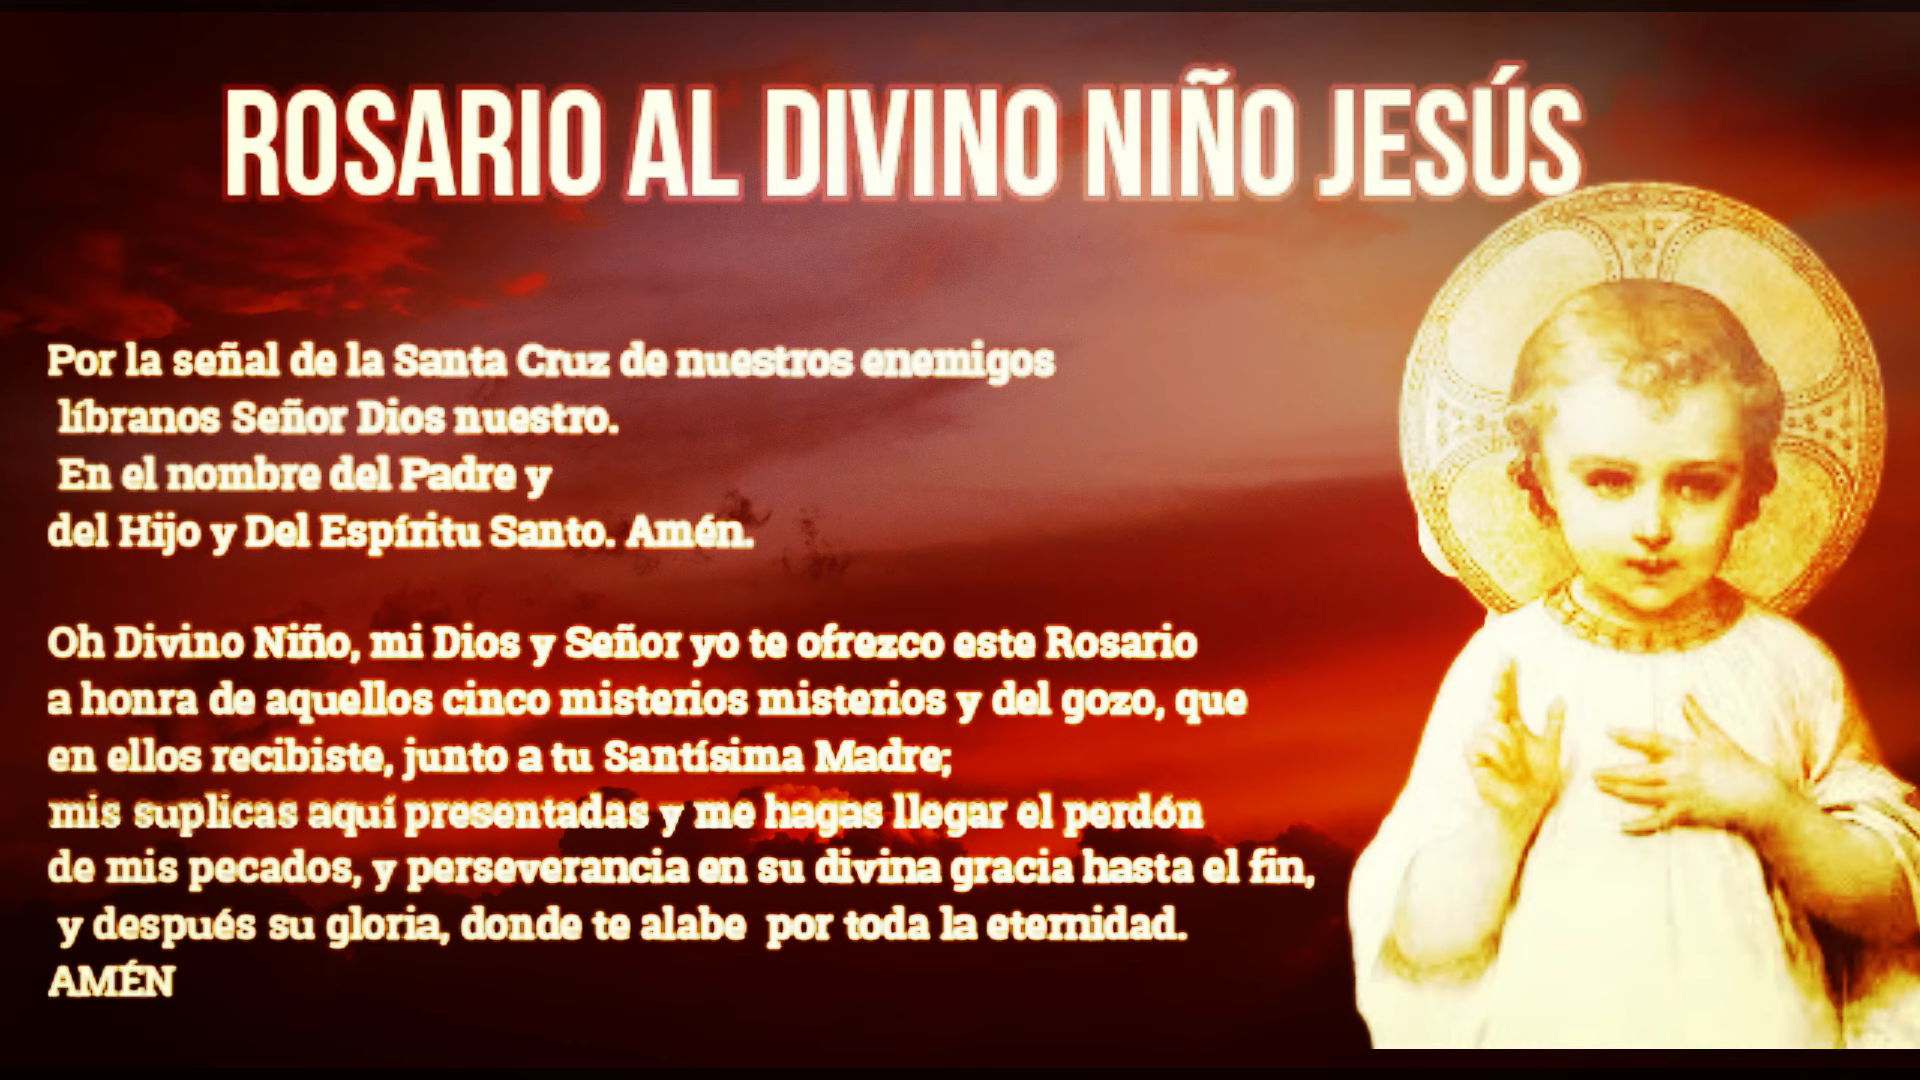 ROSARIO AL DIVINO NIÑO JESÚS
Por la señal de la Santa Cruz de nuestros enemigos
líbranos Señor Dios nuestro.
En el nombre del Padre y
del Hijo y Del Espíritu Santo. Amén.
Oh Divino Niño, mi Dios y Señor yo te ofrezco este Rosario
a honra de aquellos cinco misterios misterios y del gozo, que
en ellos recibiste, junto a tu Santísima Madre;
mis suplicas aquí presentadas y me hagas llegar el perdón
de mis pecados, y perseverancia en su divina gracia hasta el fin,
y después su gloria, donde te alabe por toda la eternidad.
AMÉN